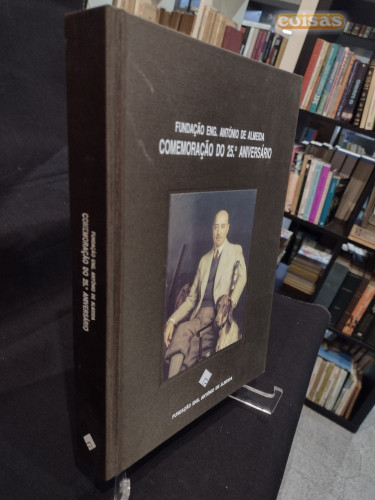 coisas
FUNDAÇÃO ENG. ANTÓNIO DE ALMEIDA
COMEMORAÇÃO DO 25.º ANIVERSÁRIO
FUNDAÇÃO ENG. ANTÓNIO DE ALMEIDA
FUNDAÇÃO ENG. ANTÓNIO DE ALMEIDA
COMEMORAÇÃO DO 25.º ANIVERSÁRIO